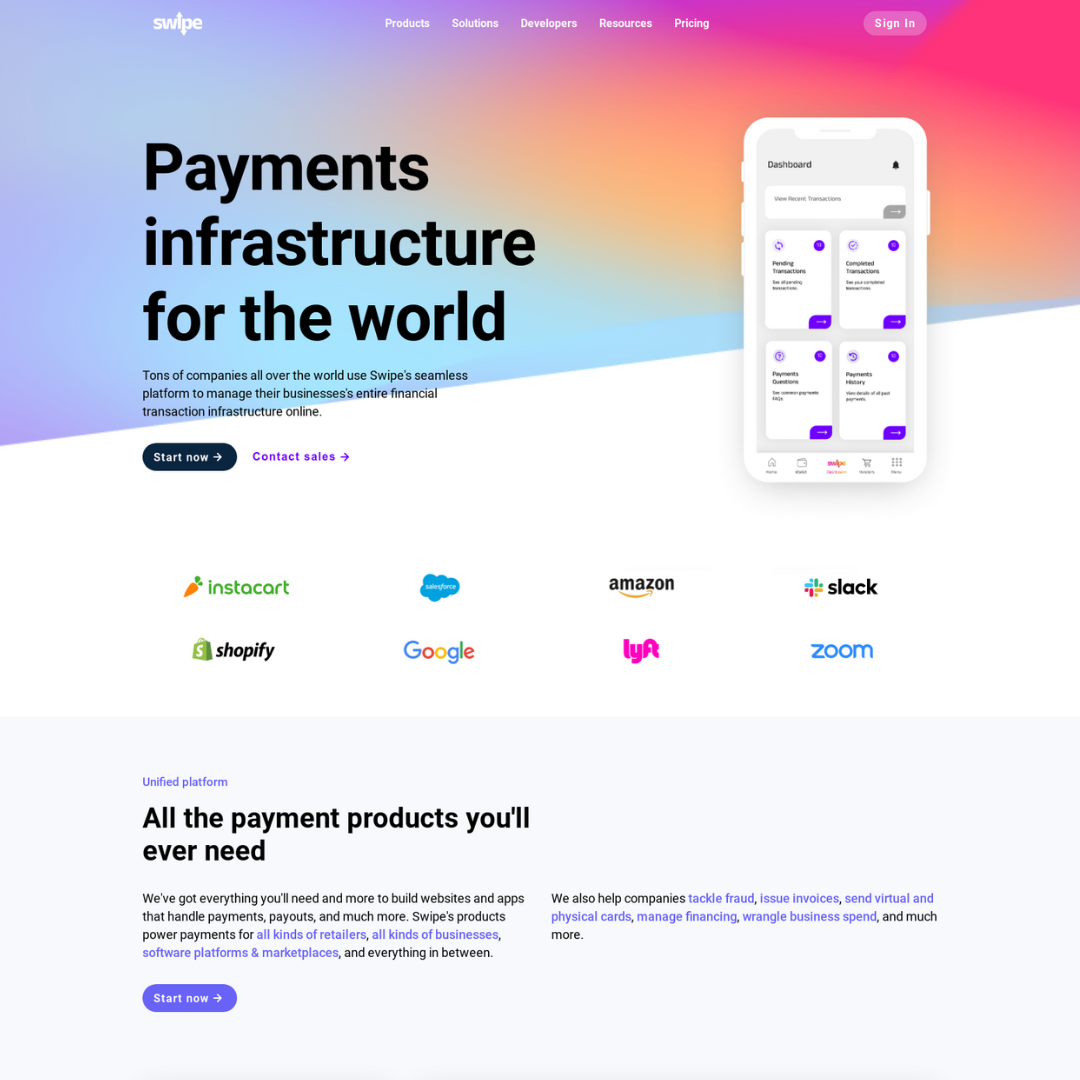 swipe
Products Solutions Developers Resources Pricing
Sign In
Payments
infrastructure
for the world
Tons of companies all over the world use Swipe's seamless
platform to manage their businesses's entire financial
transaction infrastructure online.
Start now →
Contact sales →
Dashboard
View Recent Transactions
Pending
Transactions
See all pending
transactions.
Completed
Transactions
See your completed
transactions.
Payments
Questions
See common payments
FAQs.
Payments
History
View details of all past
payments.
Home
Wallet
swipe
Dashboard
Vendors
Menu
instacart
salesforce
amazon
slack
shopify
Google
lyft
zoom
Unified platform
All the payment products you'll
ever need
We've got everything you'll need and more to build websites and apps
that handle payments, payouts, and much more. Swipe's products
power payments for all kinds of retailers, all kinds of businesses,
software platforms & marketplaces, and everything in between.
We also help companies tackle fraud, issue invoices, send virtual and
physical cards, manage financing, wrangle business spend, and much
more.
Start now →